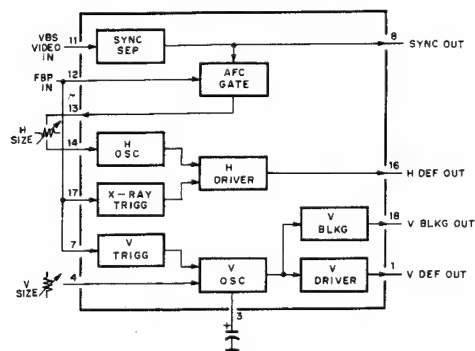 VBS
VIDEO
IN
11
SYNC
SEP
8
SYNC OUT
FBP
IN
12
AFC
GATE
13
H
SIZE
14
H
OSC
H
DRIVER
16
H DEF OUT
17
X-RAY
TRIGG
V
BLKG
18
V BLKG OUT
7
V
TRIGG
4
V
SIZE
V
OSC
V
DRIVER
1
V DEF OUT
3
+